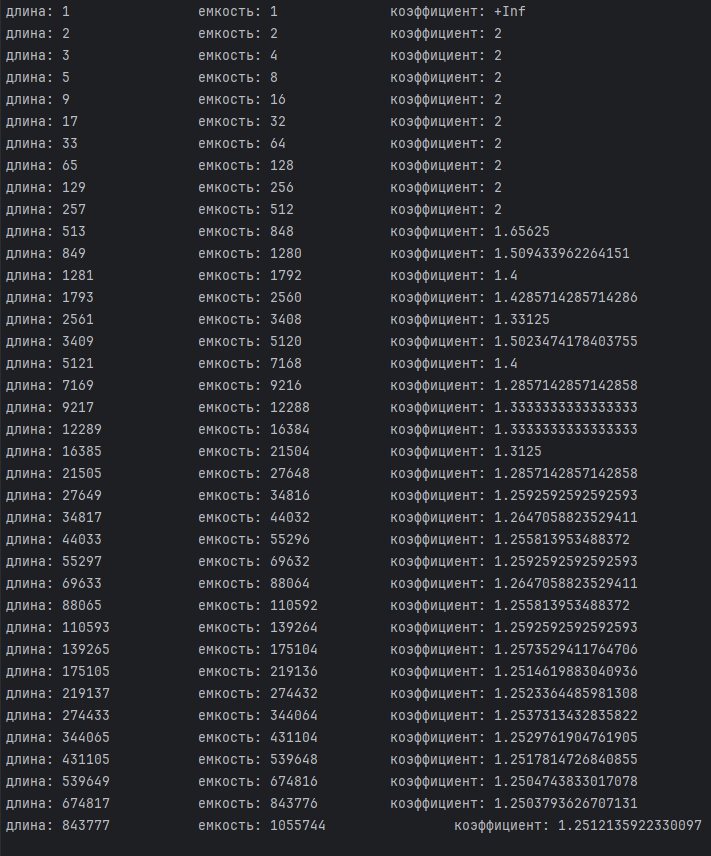 длина: 1 емкость: 1 коэффициент: +Inf
длина: 2 емкость: 2 коэффициент: 2
длина: 3 емкость: 4 коэффициент: 2
длина: 5 емкость: 8 коэффициент: 2
длина: 9 емкость: 16 коэффициент: 2
длина: 17 емкость: 32 коэффициент: 2
длина: 33 емкость: 64 коэффициент: 2
длина: 65 емкость: 128 коэффициент: 2
длина: 129 емкость: 256 коэффициент: 2
длина: 257 емкость: 512 коэффициент: 2
длина: 513 емкость: 848 коэффициент: 1.65625
длина: 849 емкость: 1280 коэффициент: 1.509433962264151
длина: 1281 емкость: 1792 коэффициент: 1.4
длина: 1793 емкость: 2560 коэффициент: 1.4285714285714286
длина: 2561 емкость: 3408 коэффициент: 1.33125
длина: 3409 емкость: 5120 коэффициент: 1.5023474178403755
длина: 5121 емкость: 7168 коэффициент: 1.4
длина: 7169 емкость: 9216 коэффициент: 1.2857142857142858
длина: 9217 емкость: 12288 коэффициент: 1.3333333333333333
длина: 12289 емкость: 16384 коэффициент: 1.3333333333333333
длина: 16385 емкость: 21504 коэффициент: 1.3125
длина: 21505 емкость: 27648 коэффициент: 1.2857142857142858
длина: 27649 емкость: 34816 коэффициент: 1.2592592592592593
длина: 34817 емкость: 44032 коэффициент: 1.2647058823529411
длина: 44033 емкость: 55296 коэффициент: 1.255813953488372
длина: 55297 емкость: 69632 коэффициент: 1.2592592592592593
длина: 69633 емкость: 88064 коэффициент: 1.2647058823529411
длина: 88065 емкость: 110592 коэффициент: 1.255813953488372
длина: 110593 емкость: 139264 коэффициент: 1.2592592592592593
длина: 139265 емкость: 175104 коэффициент: 1.2573529411764706
длина: 175105 емкость: 219136 коэффициент: 1.2514619883040936
длина: 219137 емкость: 274432 коэффициент: 1.2523364485981308
длина: 274433 емкость: 344064 коэффициент: 1.2537313432835822
длина: 344065 емкость: 431104 коэффициент: 1.2529761904761905
длина: 431105 емкость: 539648 коэффициент: 1.2517814726840855
длина: 539649 емкость: 674816 коэффициент: 1.2504743833017078
длина: 674817 емкость: 843776 коэффициент: 1.2503793626707131
длина: 843777 емкость: 1055744 коэффициент: 1.2512135922330097